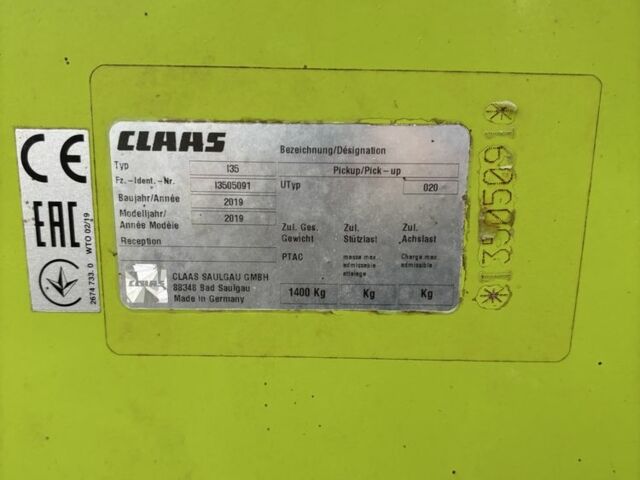 CE
EAC
WTO 02/19
2674 733. 0
CLAAS
Bezeichnung/Désignation
Typ I35 Pickup/Pick-up
Fz.-Ident.-Nr. I3505091 UTyp 020
Baujahr/Année 2019
Modelljahr/
Année Modèle 2019
Reception
Zul. Ges. Gewicht
PTAC
1400 Kg
Zul. Stützlast
masse max. admissible attelage
Kg
Zul. Achslast
Charge max. admissible
Kg
CLAAS
CLAAS SAULGAU GMBH
88348 Bad Saulgau
Made in Germany
I3505091